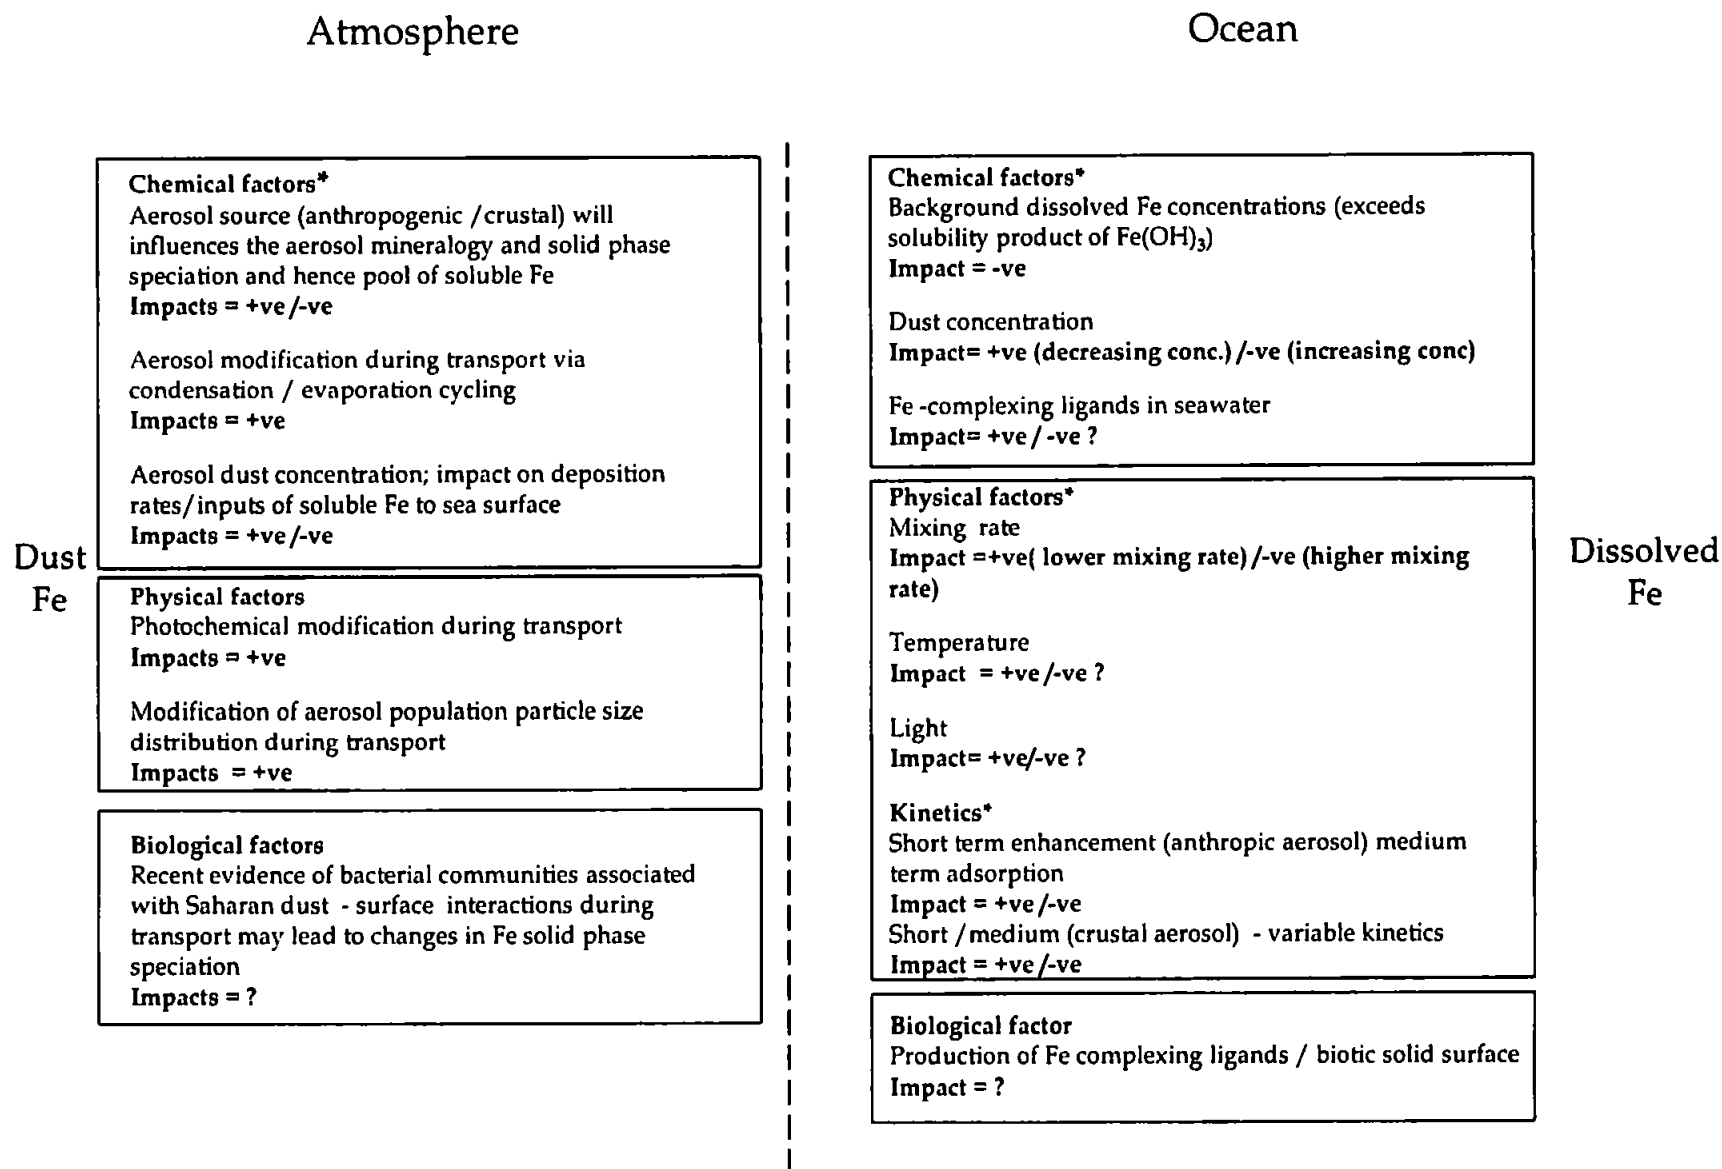 Atmosphere
Ocean
Dust
Fe
Chemical factors*
Aerosol source (anthropogenic /crustal) will
influences the aerosol mineralogy and solid phase
speciation and hence pool of soluble Fe
Impacts = +ve/-ve
Aerosol modification during transport via
condensation / evaporation cycling
Impacts = +ve
Aerosol dust concentration; impact on deposition
rates/inputs of soluble Fe to sea surface
Impacts = +ve/-ve
Physical factors
Photochemical modification during transport
Impacts = +ve
Modification of aerosol population particle size
distribution during transport
Impacts = +ve
Biological factors
Recent evidence of bacterial communities associated
with Saharan dust - surface interactions during
transport may lead to changes in Fe solid phase
speciation
Impacts = ?
Chemical factors*
Background dissolved Fe concentrations (exceeds
solubility product of Fe(OH)₃)
Impact = -ve
Dust concentration
Impact= +ve (decreasing conc.)/-ve (increasing conc)
Fe -complexing ligands in seawater
Impact= +ve / -ve ?
Physical factors*
Mixing rate
Impact =+ve( lower mixing rate)/-ve (higher mixing
rate)
Temperature
Impact = +ve/-ve ?
Light
Impact= +ve/-ve ?
Kinetics*
Short term enhancement (anthropic aerosol) medium
term adsorption
Impact = +ve/-ve
Short /medium (crustal aerosol) - variable kinetics
Impact = +ve/-ve
Biological factor
Production of Fe complexing ligands / biotic solid surface
Impact = ?
Dissolved
Fe